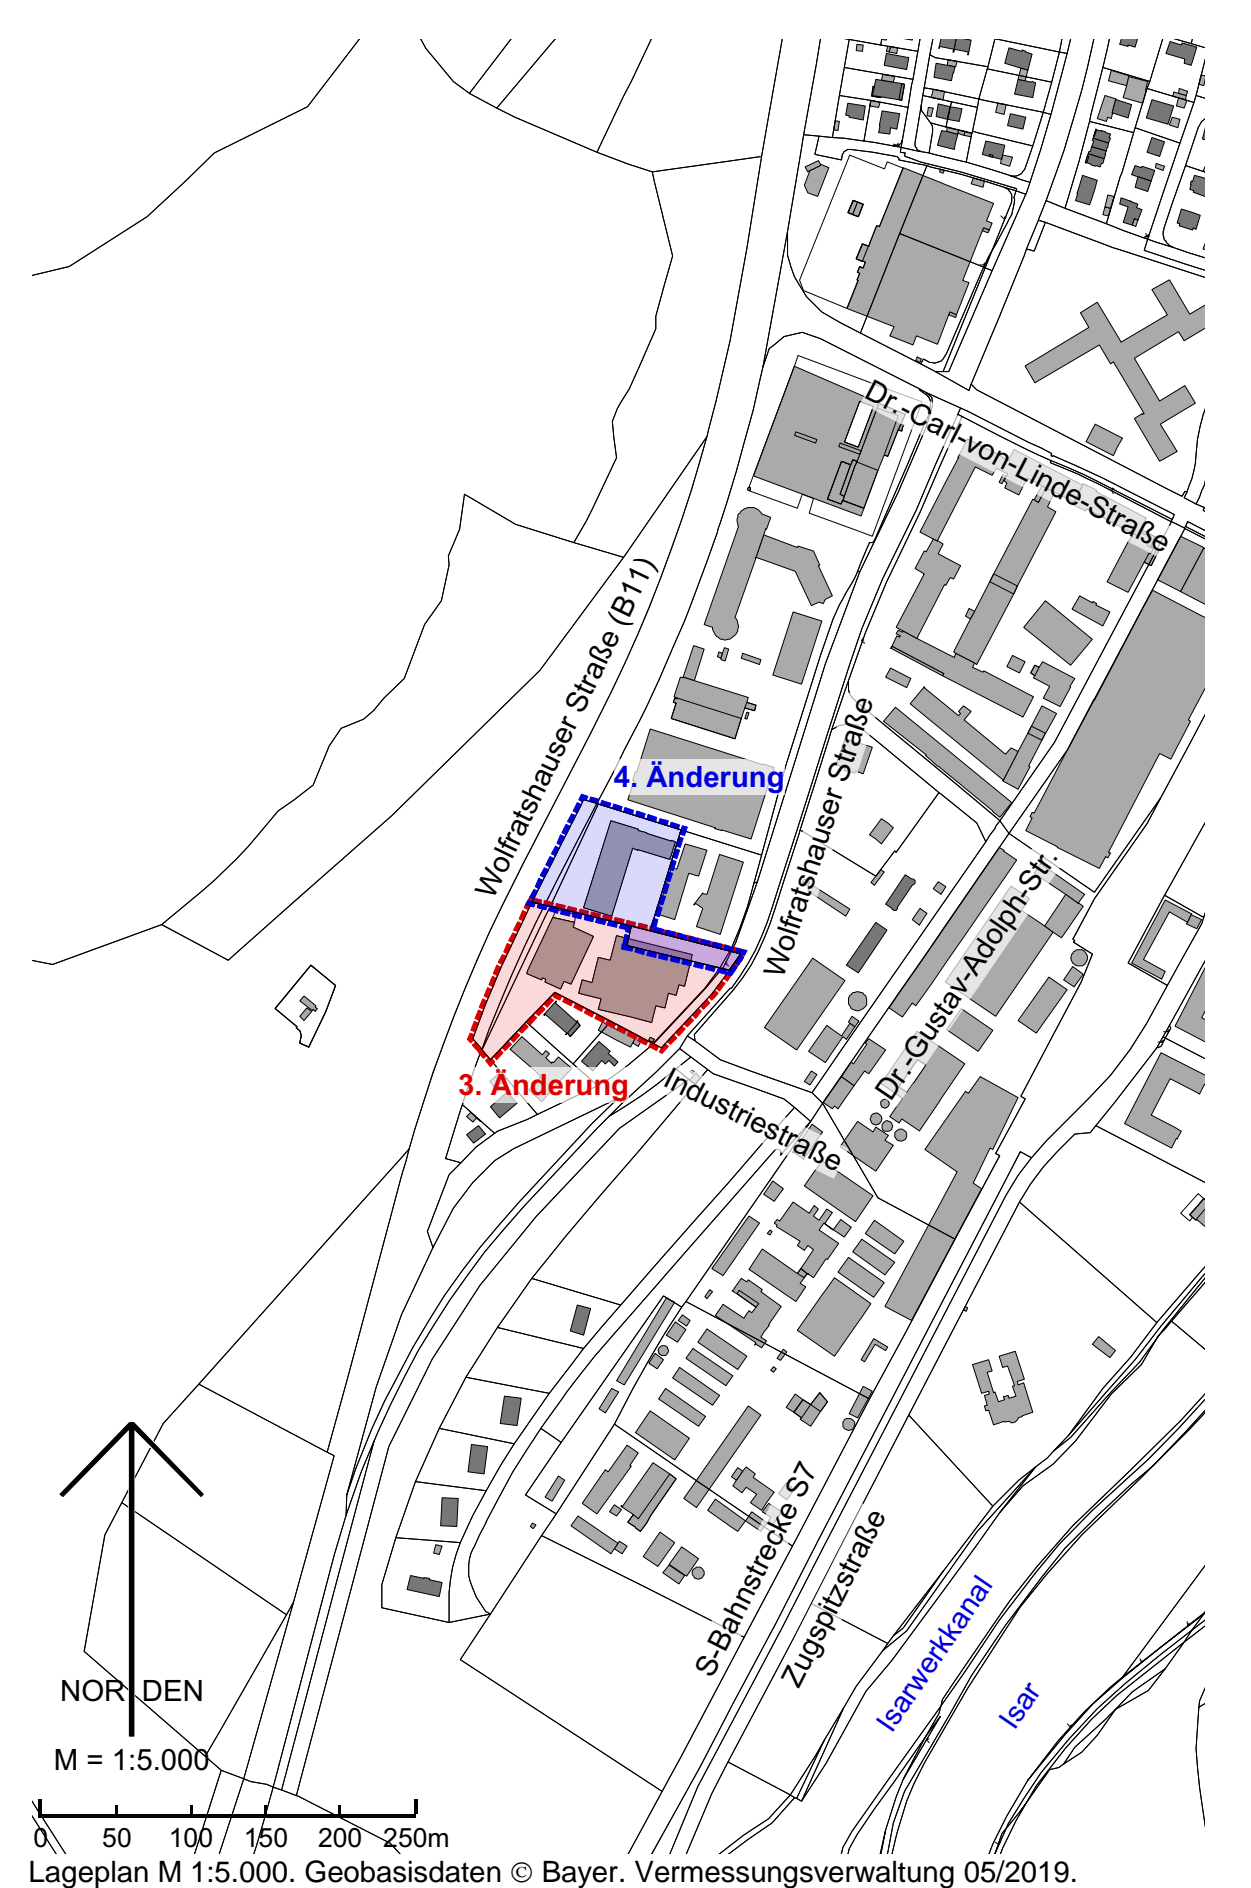 Dr.-Carl-von-Linde-Straße
Wolfratshauser Straße (B11)
Wolfratshauser Straße
4. Änderung
Dr.-Gustav-Adolph-Str.
3. Änderung
Industriestraße
S-Bahnstrecke S7
Zugspitzstraße
Isarwerkkanal
Isar
NORDEN
M = 1:5.000
0 50 100 150 200 250m
Lageplan M 1:5.000. Geobasisdaten © Bayer. Vermessungsverwaltung 05/2019.